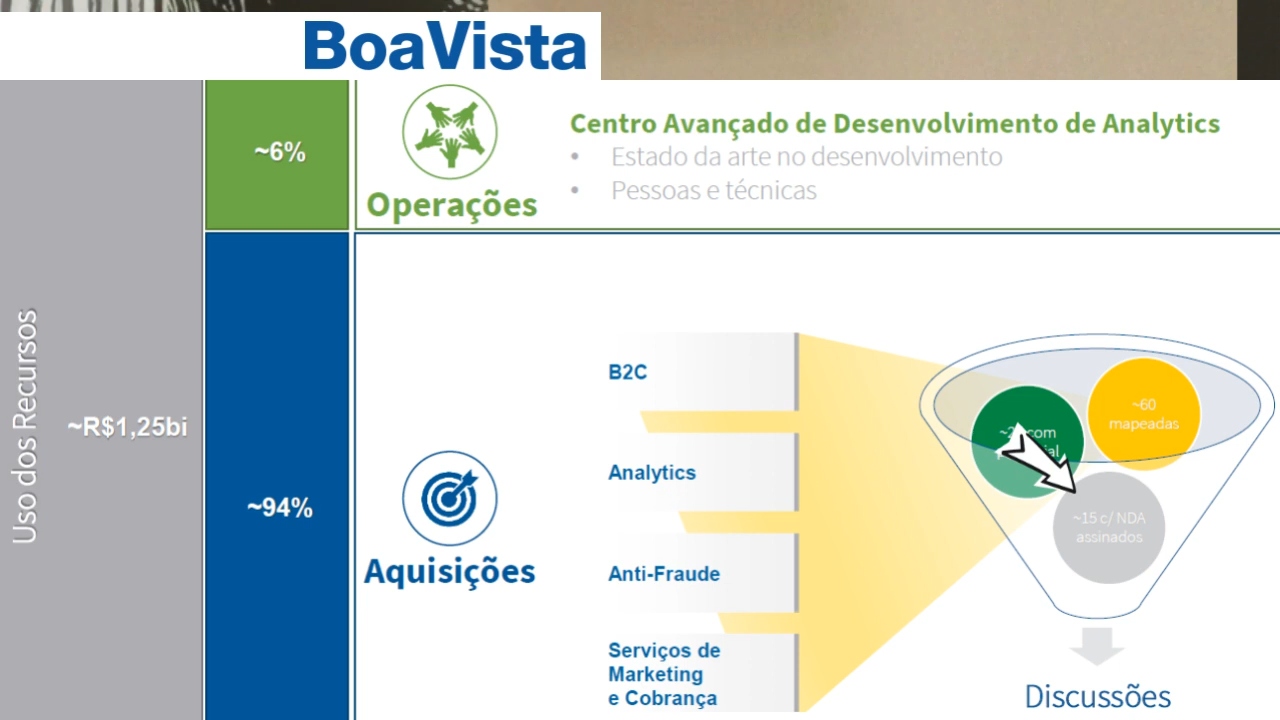 BoaVista
Uso dos Recursos
~R$1,25bi
~6%
Operações
Centro Avançado de Desenvolvimento de Analytics
• Estado da arte no desenvolvimento
• Pessoas e técnicas
~94%
Aquisições
B2C
Analytics
Anti-Fraude
Serviços de
Marketing
e Cobrança
~60
mapeadas
com
~15 c/ NDA
assinados
Discussões